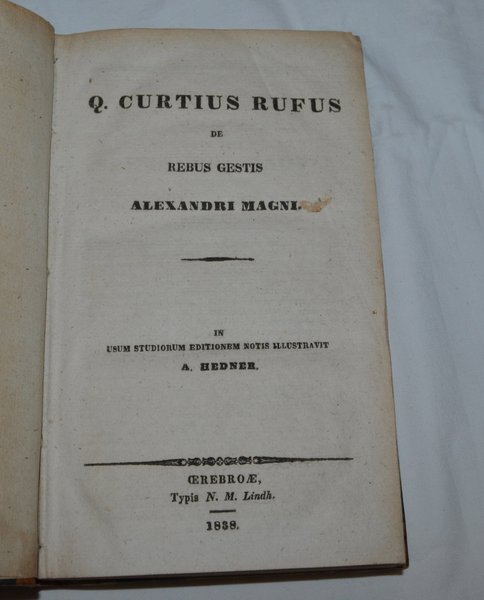 Q. CURTIUS RUFUS
DE
REBUS GESTIS
ALEXANDRI MAGNI.
IN
USUM STUDIORUM EDITIONEM NOTIS ILLUSTRAVIT
A. HEDNER.
ŒREBROÆ,
Typis N. M. Lindh.
1838.